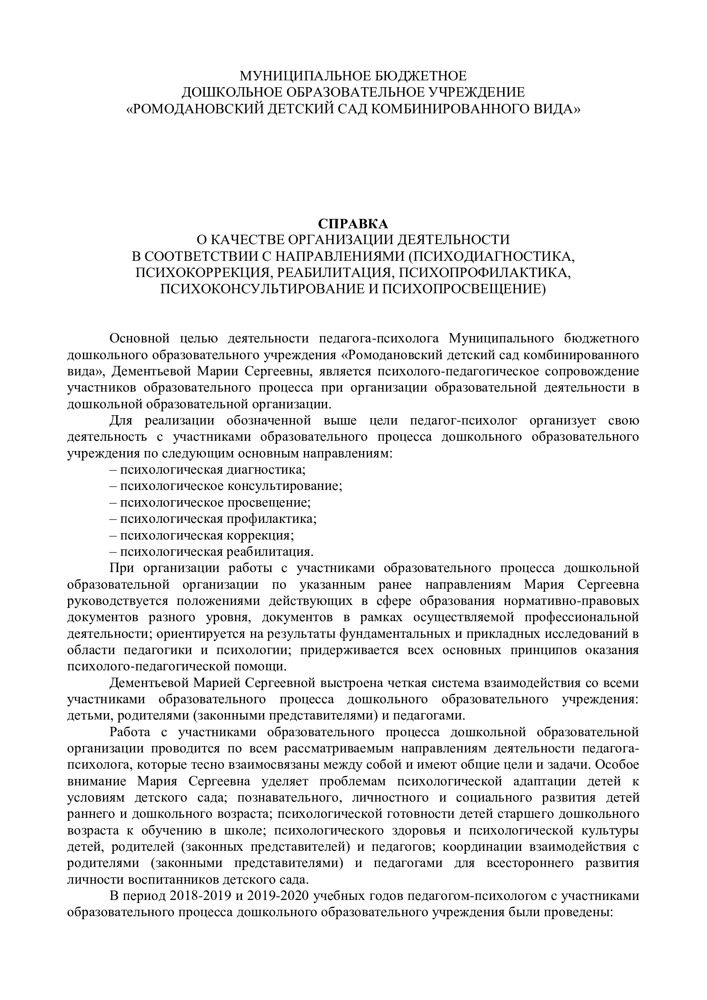 МУНИЦИПАЛЬНОЕ БЮДЖЕТНОЕ
ДОШКОЛЬНОЕ ОБРАЗОВАТЕЛЬНОЕ УЧРЕЖДЕНИЕ
«РОМОДАНОВСКИЙ ДЕТСКИЙ САД КОМБИНИРОВАННОГО ВИДА»
СПРАВКА
О КАЧЕСТВЕ ОРГАНИЗАЦИИ ДЕЯТЕЛЬНОСТИ
В СООТВЕТСТВИИ С НАПРАВЛЕНИЯМИ (ПСИХОДИАГНОСТИКА,
ПСИХОКОРРЕКЦИЯ, РЕАБИЛИТАЦИЯ, ПСИХОПРОФИЛАКТИКА,
ПСИХОКОНСУЛЬТИРОВАНИЕ И ПСИХОПРОСВЕЩЕНИЕ)
Основной целью деятельности педагога-психолога Муниципального бюджетного
дошкольного образовательного учреждения «Ромодановский детский сад комбинированного
вида», Дементьевой Марии Сергеевны, является психолого-педагогическое сопровождение
участников образовательного процесса при организации образовательной деятельности в
дошкольной образовательной организации.
Для реализации обозначенной выше цели педагог-психолог организует свою
деятельность с участниками образовательного процесса дошкольного образовательного
учреждения по следующим основным направлениям:
– психологическая диагностика;
– психологическое консультирование;
– психологическое просвещение;
– психологическая профилактика;
– психологическая коррекция;
– психологическая реабилитация.
При организации работы с участниками образовательного процесса дошкольной
образовательной организации по указанным ранее направлениям Мария Сергеевна
руководствуется положениями действующих в сфере образования нормативно-правовых
документов разного уровня, документов в рамках осуществляемой профессиональной
деятельности; ориентируется на результаты фундаментальных и прикладных исследований в
области педагогики и психологии; придерживается всех основных принципов оказания
психолого-педагогической помощи.
Дементьевой Марией Сергеевной выстроена четкая система взаимодействия со всеми
участниками образовательного процесса дошкольного образовательного учреждения:
детьми, родителями (законными представителями) и педагогами.
Работа с участниками образовательного процесса дошкольной образовательной
организации проводится по всем рассматриваемым направлениям деятельности педагога-
психолога, которые тесно взаимосвязаны между собой и имеют общие цели и задачи. Особое
внимание Мария Сергеевна уделяет проблемам психологической адаптации детей к
условиям детского сада; познавательного, личностного и социального развития детей
раннего и дошкольного возраста; психологической готовности детей старшего дошкольного
возраста к обучению в школе; психологического здоровья и психологической культуры
детей, родителей (законных представителей) и педагогов; координации взаимодействия с
родителями (законными представителями) и педагогами для всестороннего развития
личности воспитанников детского сада.
В период 2018-2019 и 2019-2020 учебных годов педагогом-психологом с участниками
образовательного процесса дошкольного образовательного учреждения были проведены: